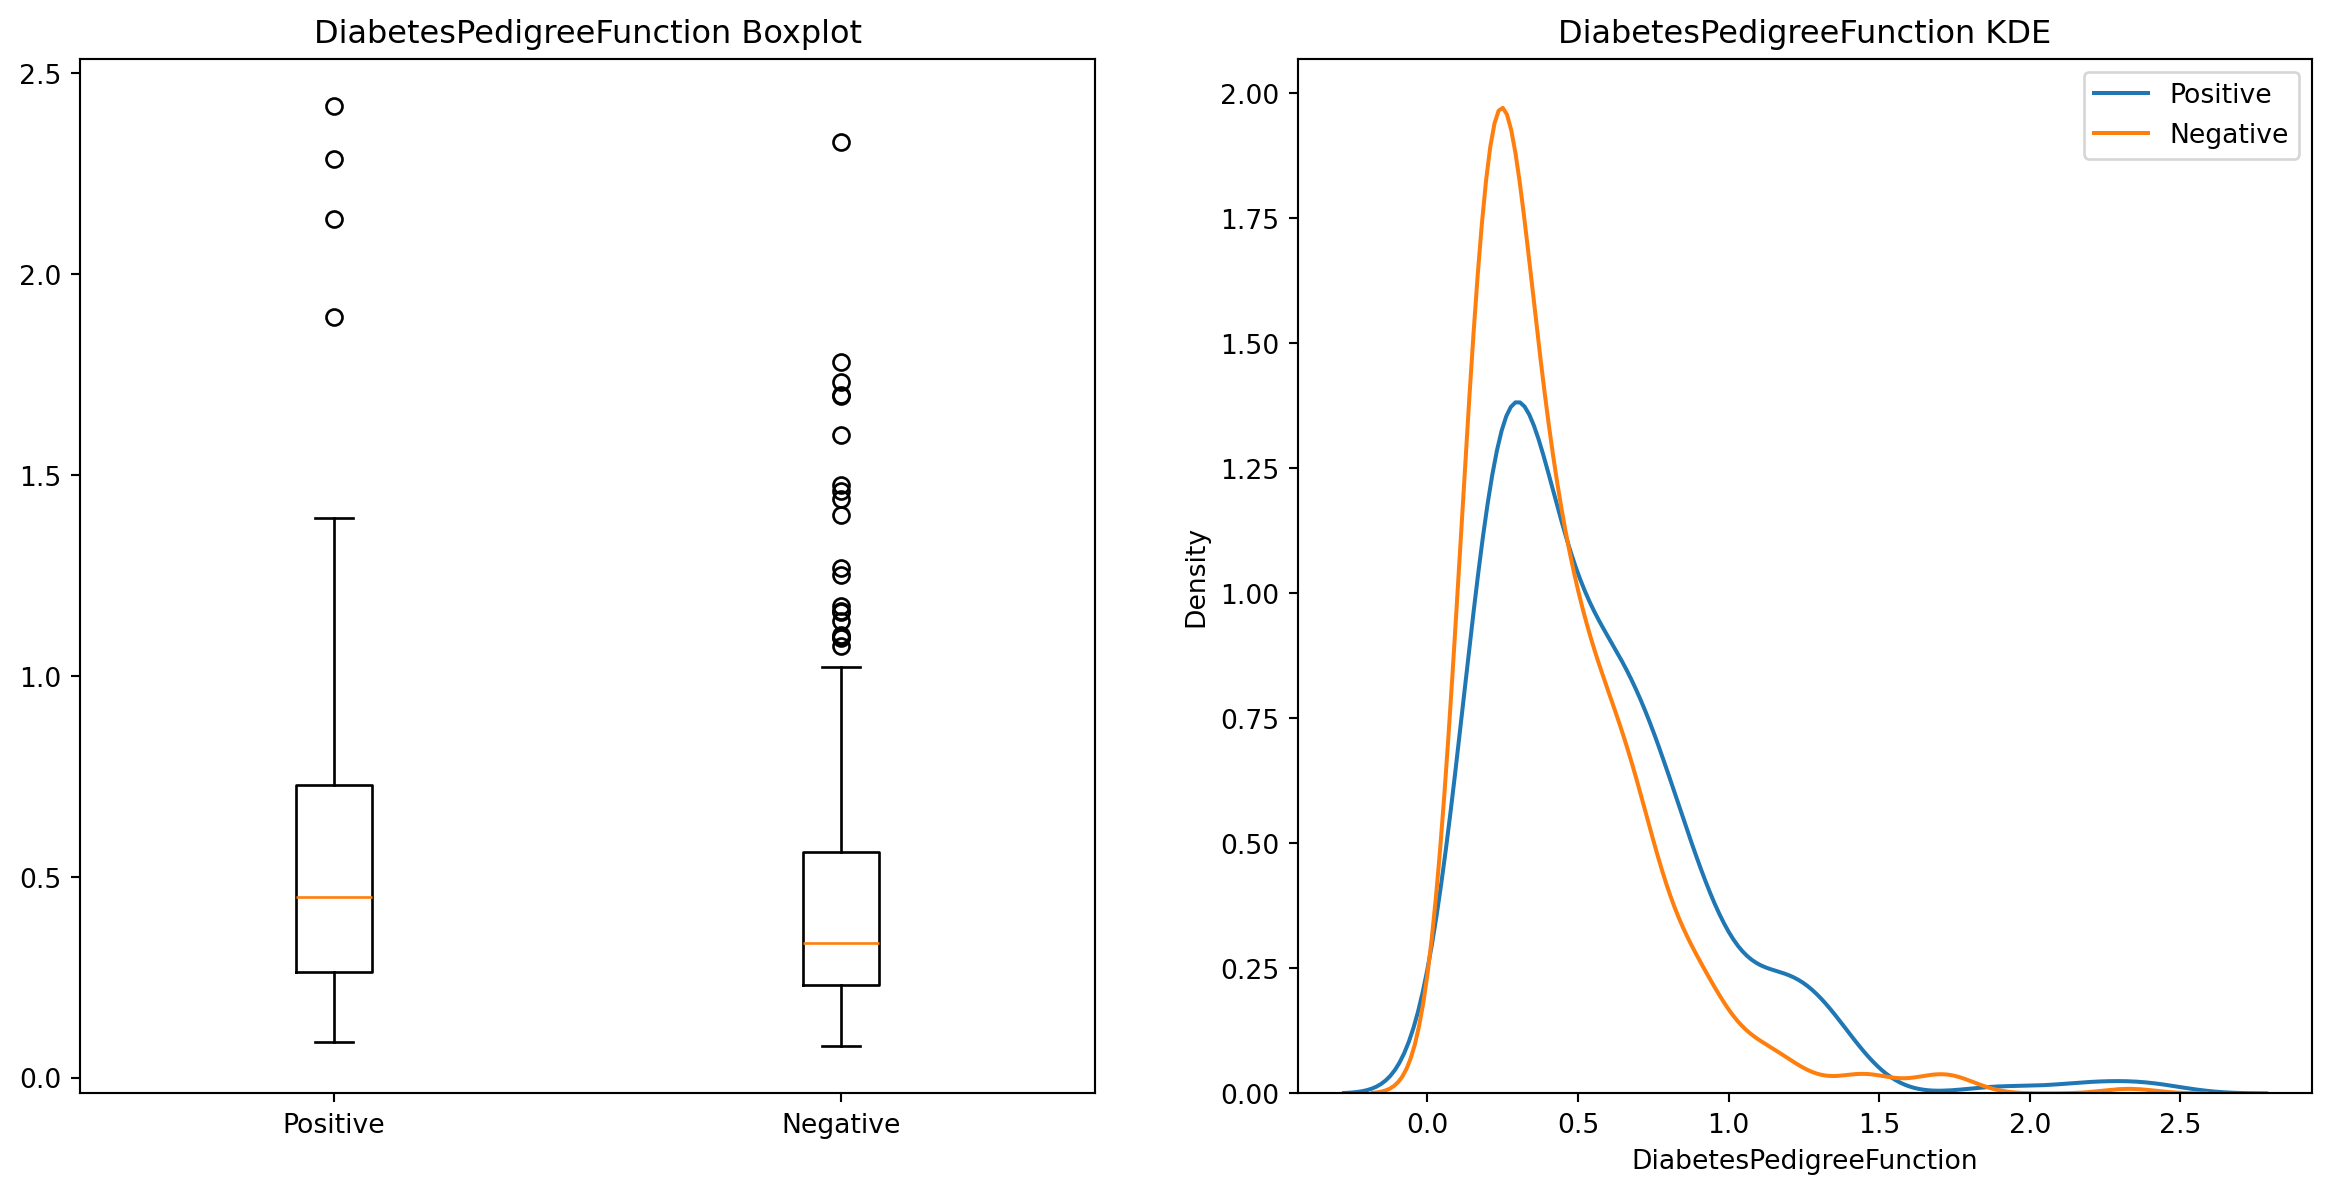 DiabetesPedigreeFunction Boxplot
2.5
2.0
1.5
1.0
0.5
0.0
Positive Negative
DiabetesPedigreeFunction KDE
Positive
Negative
Density
2.00
1.75
1.50
1.25
1.00
0.75
0.50
0.25
0.00
0.0 0.5 1.0 1.5 2.0 2.5
DiabetesPedigreeFunction